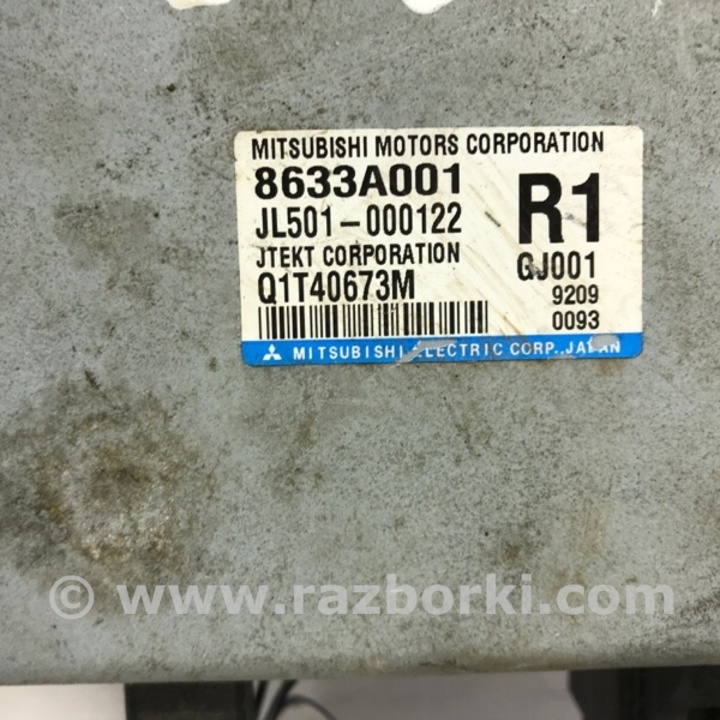 MITSUBISHI MOTORS CORPORATION
8633A001
R1
JL501-000122
JTEKT CORPORATION
GJ001
Q1T40673M
9209
0093
MITSUBISHI ELECTRIC CORP., JAPAN
© www.razborki.com